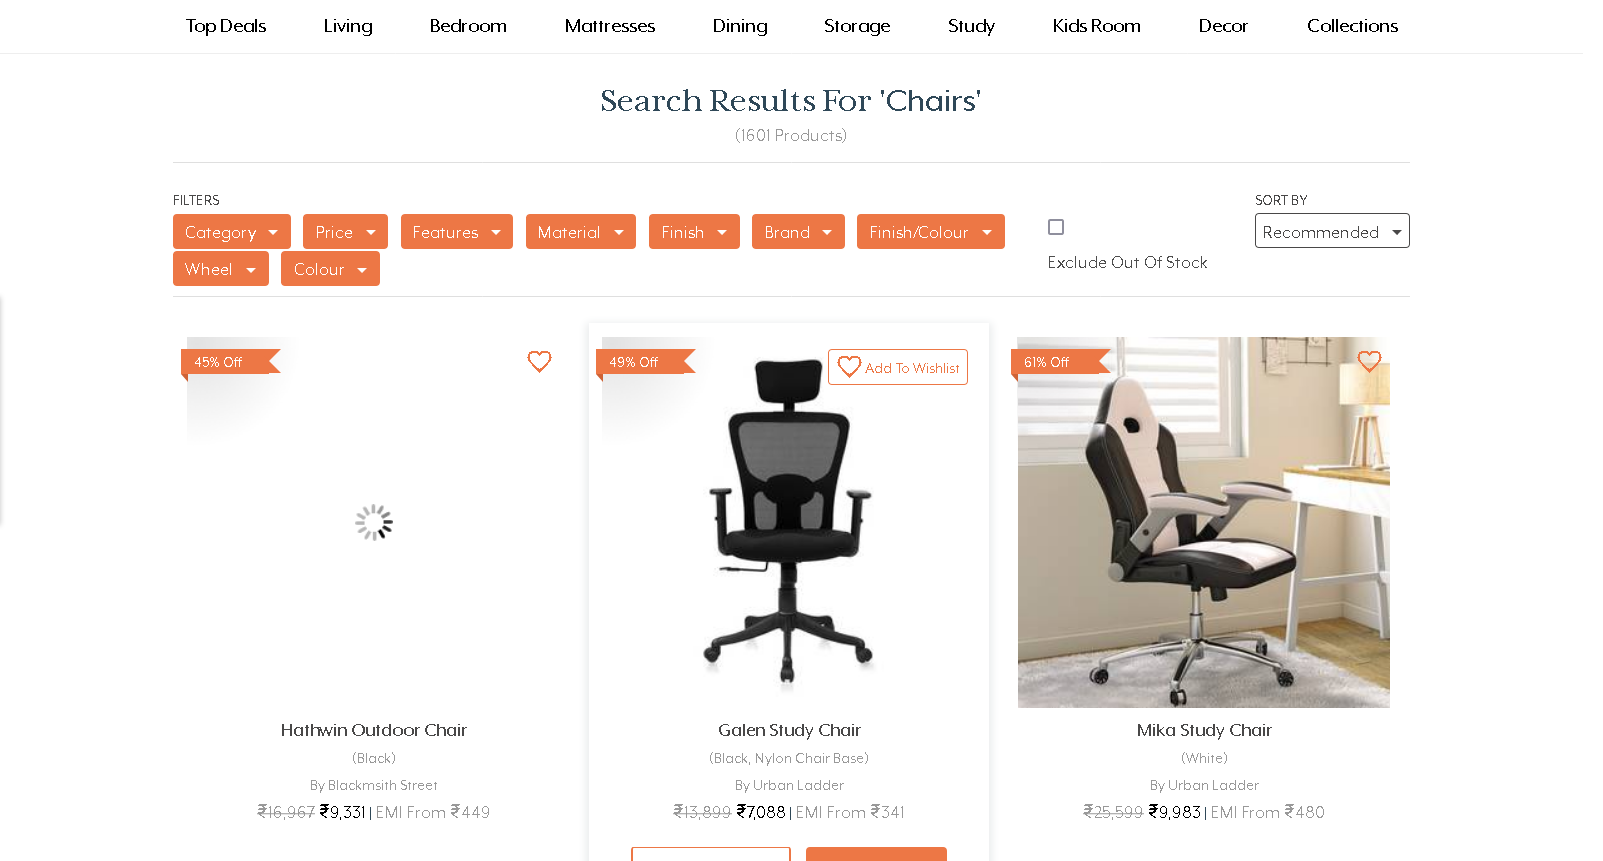 Top Deals Living Bedroom Mattresses Dining Storage Study Kids Room Decor Collections
Search Results For 'Chairs'
(1601 Products)
FILTERS
SORT BY
Category Price Features Material Finish Brand Finish/Colour
Recommended
Wheel Colour
Exclude Out Of Stock
45% Off
49% Off
Add To Wishlist
61% Off
Hathwin Outdoor Chair
(Black)
By Blackmsith Street
₹16,967 ₹9,331 | EMI From ₹449
Galen Study Chair
(Black, Nylon Chair Base)
By Urban Ladder
₹13,899 ₹7,088 | EMI From ₹341
Mika Study Chair
(White)
By Urban Ladder
₹25,599 ₹9,983 | EMI From ₹480